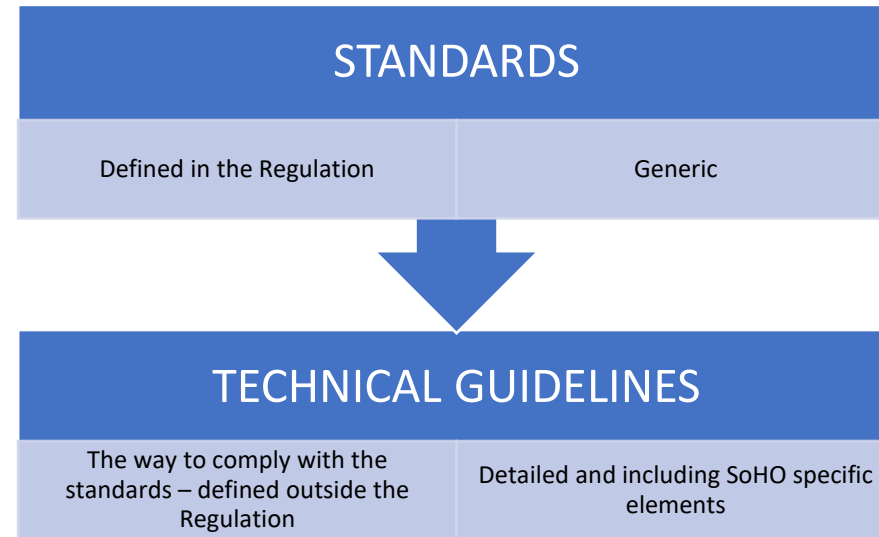 STANDARDS
Defined in the Regulation
Generic
TECHNICAL GUIDELINES
The way to comply with the
standards – defined outside the
Regulation
Detailed and including SoHO specific
elements